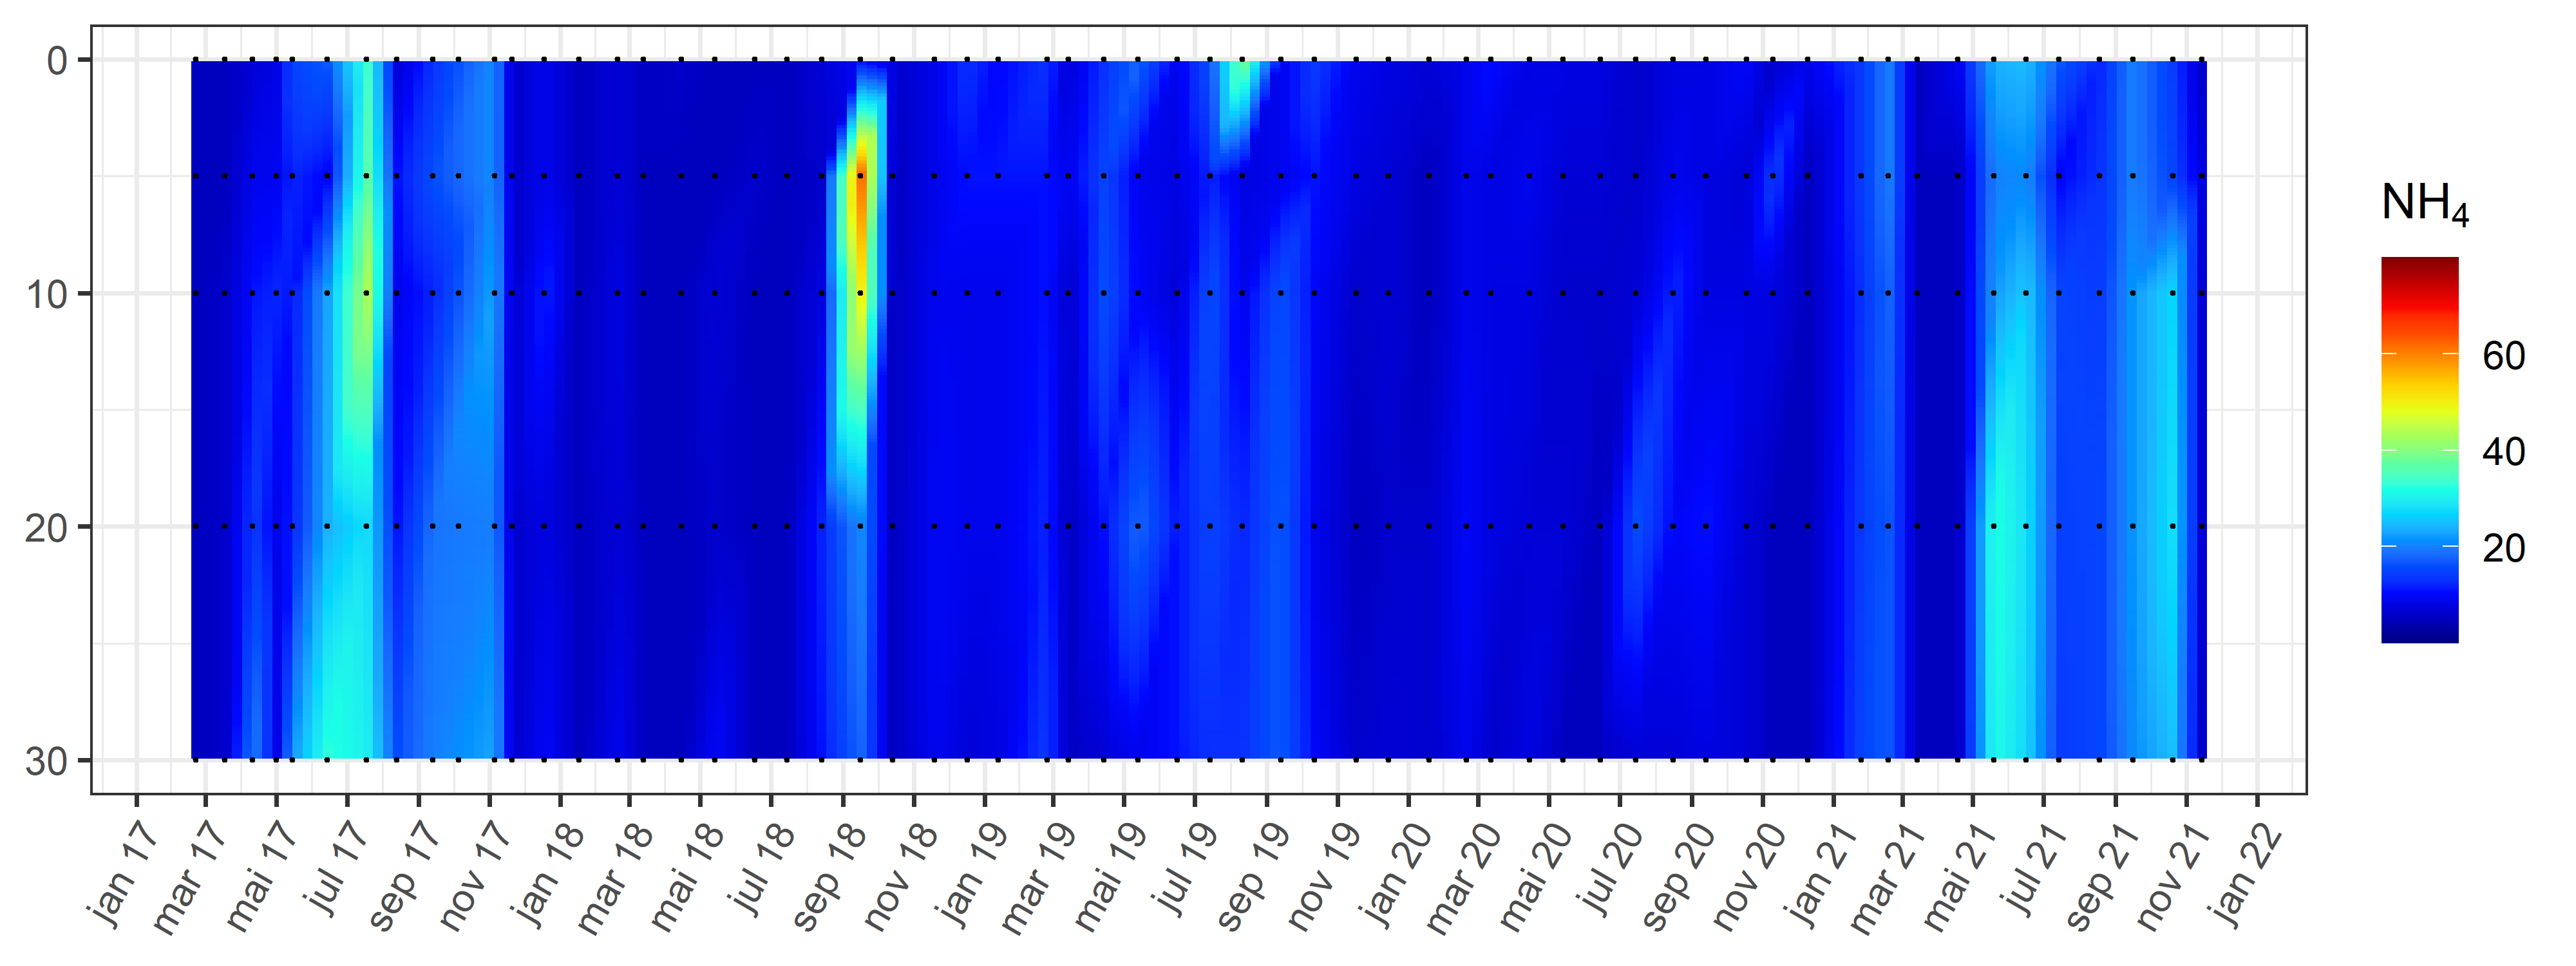 0
10
20
30
jan 17
mar 17
mai 17
jul 17
sep 17
nov 17
jan 18
mar 18
mai 18
jul 18
sep 18
nov 18
jan 19
mar 19
mai 19
jul 19
sep 19
nov 19
jan 20
mar 20
mai 20
jul 20
sep 20
nov 20
jan 21
mar 21
mai 21
jul 21
sep 21
nov 21
jan 22
NH₄
60
40
20